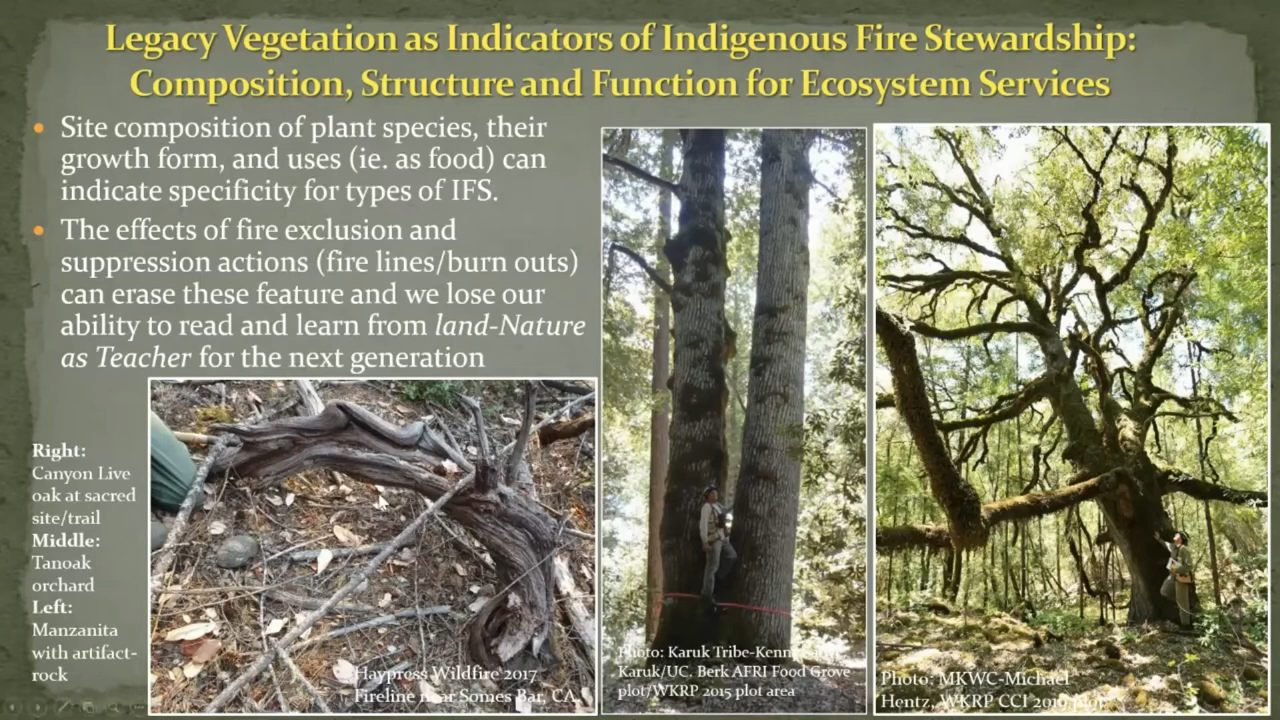 Legacy Vegetation as Indicators of Indigenous Fire Stewardship:
Composition, Structure and Function for Ecosystem Services
• Site composition of plant species, their
growth form, and uses (ie. as food) can
indicate specificity for types of IFS.
• The effects of fire exclusion and
suppression actions (fire lines/burn outs)
can erase these feature and we lose our
ability to read and learn from land-Nature
as Teacher for the next generation
Right:
Canyon Live
oak at sacred
site/trail
Middle:
Tanoak
orchard
Left:
Manzanita
with artifact-
rock
Haypress Wildfire 2017
Fireline near Somes Bar, CA
Photo: Karuk Tribe-
Karuk/UC. Berk AFRI Food Grove
plot/WKRP 2015 plot area
Photo: MKWC-Michael
Hentz, WKRP CCI 2019 plot